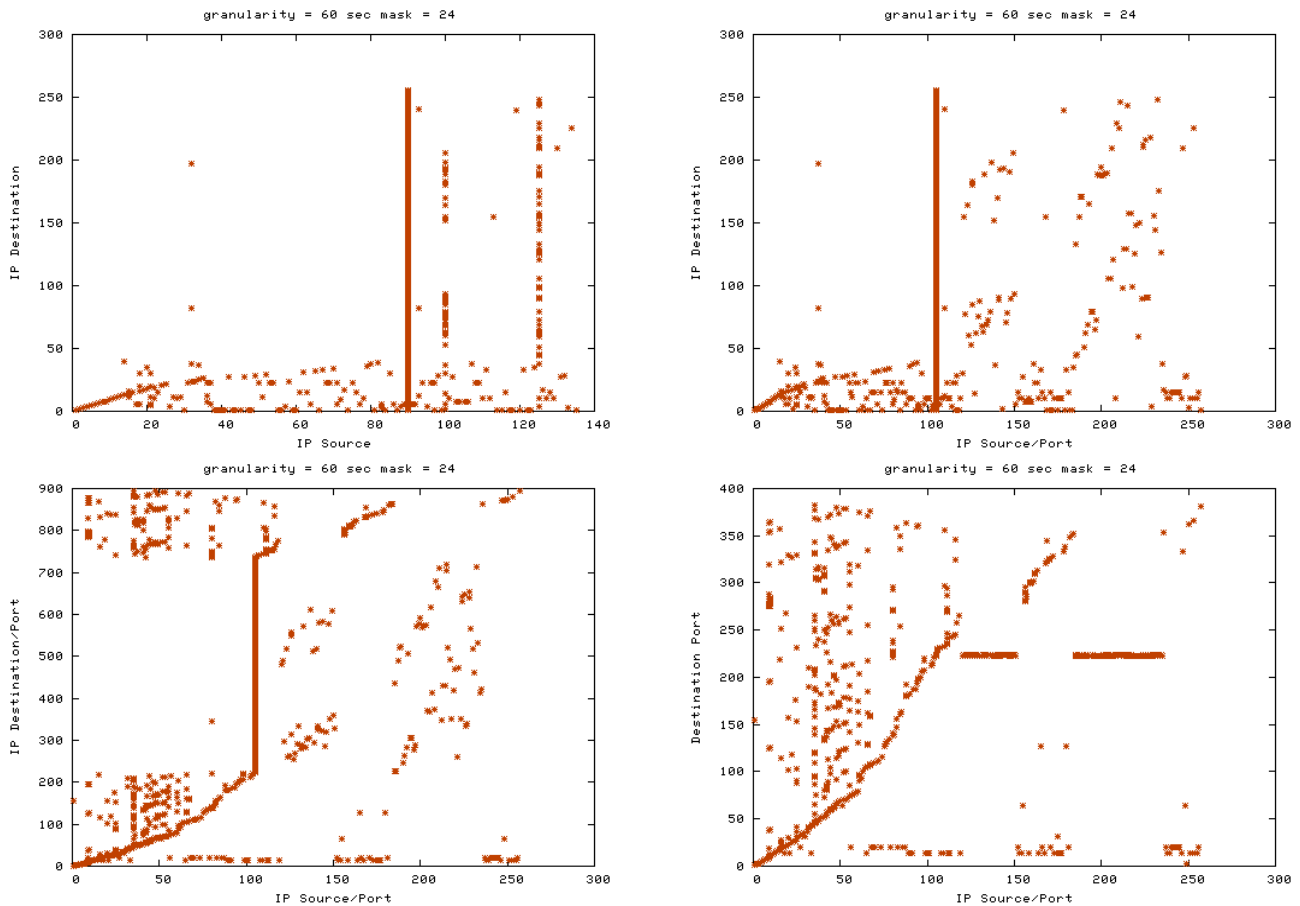 granularity = 60 sec mask = 24
300
250
200
150
100
50
0
IP Destination
0 20 40 60 80 100 120 140
IP Source
granularity = 60 sec mask = 24
300
250
200
150
100
50
0
IP Destination
0 50 100 150 200 250 300
IP Source/Port
granularity = 60 sec mask = 24
900
800
700
600
500
400
300
200
100
0
IP Destination/Port
0 50 100 150 200 250 300
IP Source/Port
granularity = 60 sec mask = 24
400
350
300
250
200
150
100
50
0
Destination Port
0 50 100 150 200 250 300
IP Source/Port